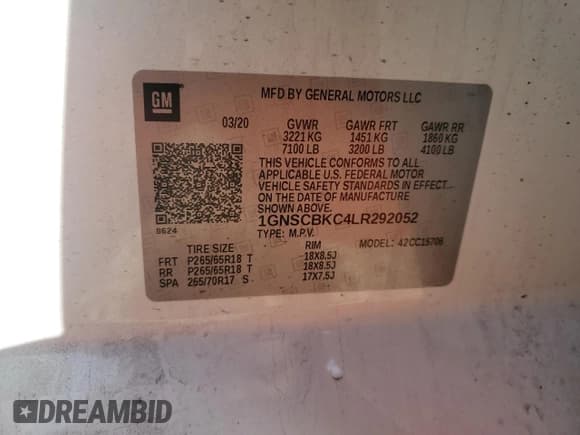 GM
MFD BY GENERAL MOTORS LLC
03/20 GVWR GAWR FRT GAWR RR
3221 KG 1451 KG 1860 KG
7100 LB 3200 LB 4100 LB
THIS VEHICLE CONFORMS TO ALL
APPLICABLE U.S. FEDERAL MOTOR
VEHICLE SAFETY STANDARDS IN EFFECT
ON THE DATE OF MANUFACTURE
SHOWN ABOVE.
1GNSCBKC4LR292052
0624
TYPE: M.P.V. MODEL: 42CC15706
TIRE SIZE RIM
FRT P265/65R18 T 18X8.5J
RR P265/65R18 T 18X8.5J
SPA 265/70R17 S 17X7.5J
DREAMBID